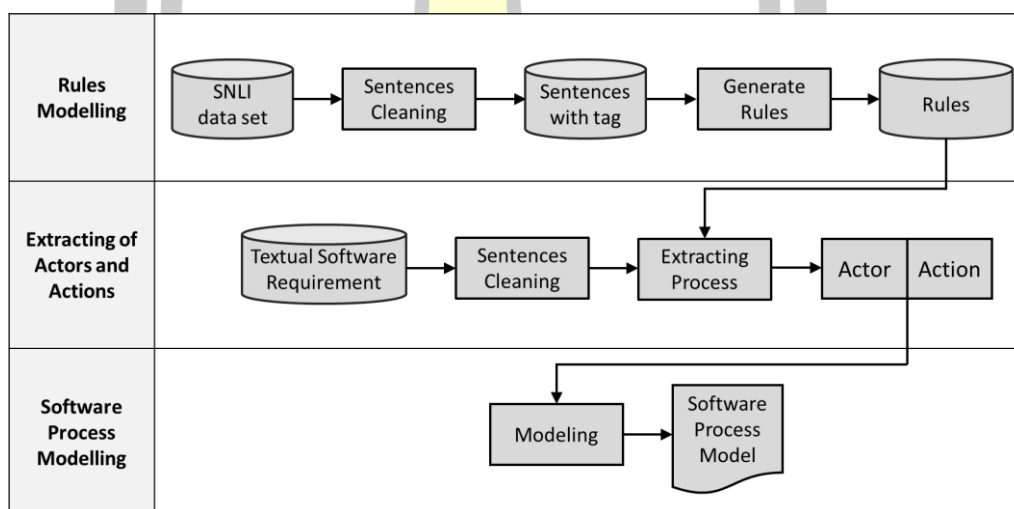 Rules
Modelling
SNLI
data set
Sentences
Cleaning
Sentences
with tag
Generate
Rules
Rules
Extracting of
Actors and
Actions
Textual Software
Requirement
Sentences
Cleaning
Extracting
Process
Actor
Action
Software
Process
Modelling
Modeling
Software
Process
Model